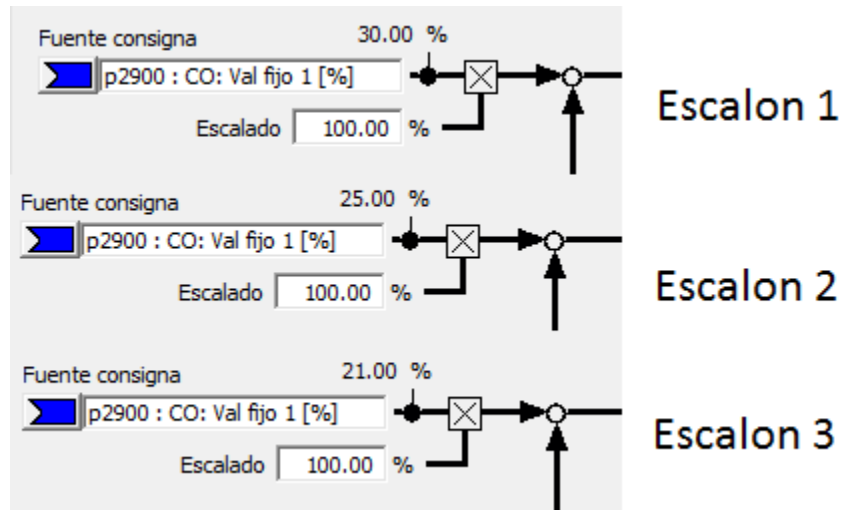 Fuente consigna 30.00 %
p2900 : CO: Val fijo 1 [%]
Escalado 100.00 %
Escalon 1
Fuente consigna 25.00 %
p2900 : CO: Val fijo 1 [%]
Escalado 100.00 %
Escalon 2
Fuente consigna 21.00 %
p2900 : CO: Val fijo 1 [%]
Escalado 100.00 %
Escalon 3